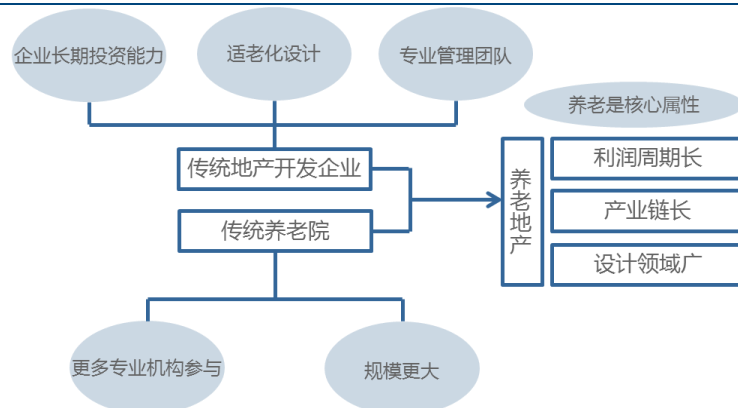 企业长期投资能力
适老化设计
专业管理团队
养老是核心属性
传统地产开发企业
传统养老院
养老地产
利润周期长
产业链长
设计领域广
更多专业机构参与
规模更大